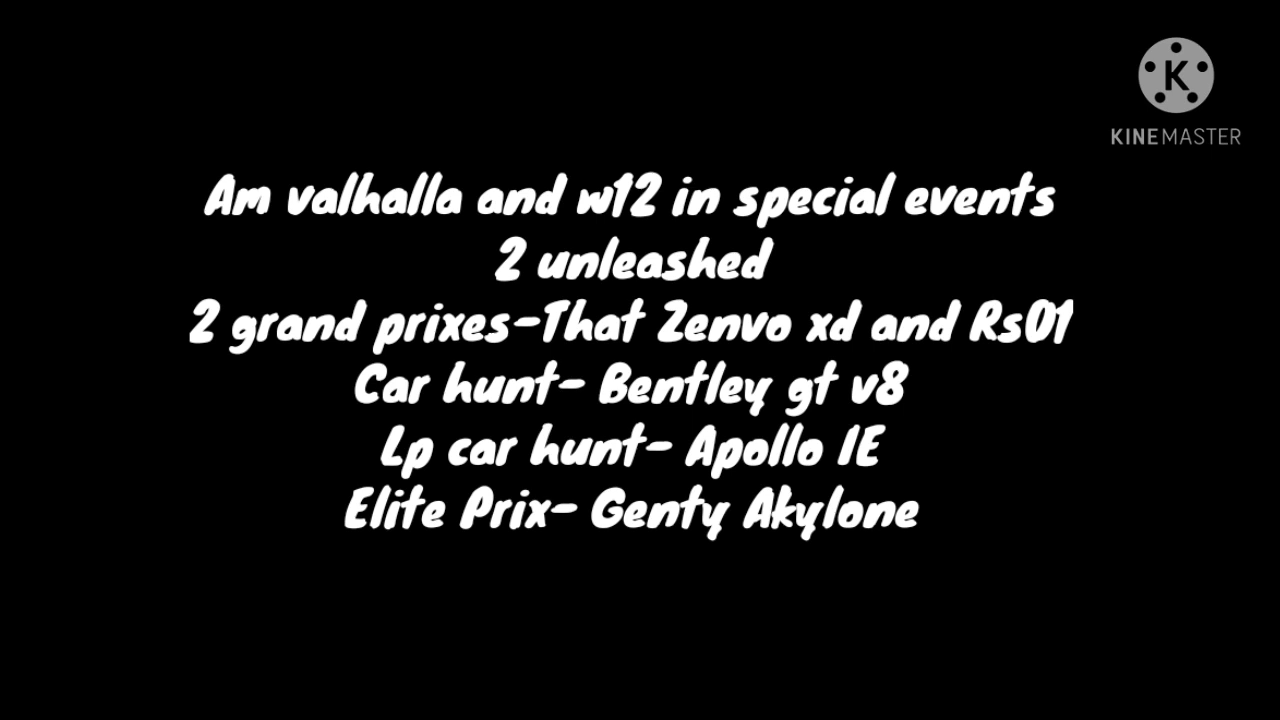 K
KINEMASTER
Am valhalla and w12 in special events
2 unleashed
2 grand prixes-That Zenvo xd and Rs01
Car hunt- Bentley gt v8
Lp car hunt- Apollo IE
Elite Prix- Genty Akylone